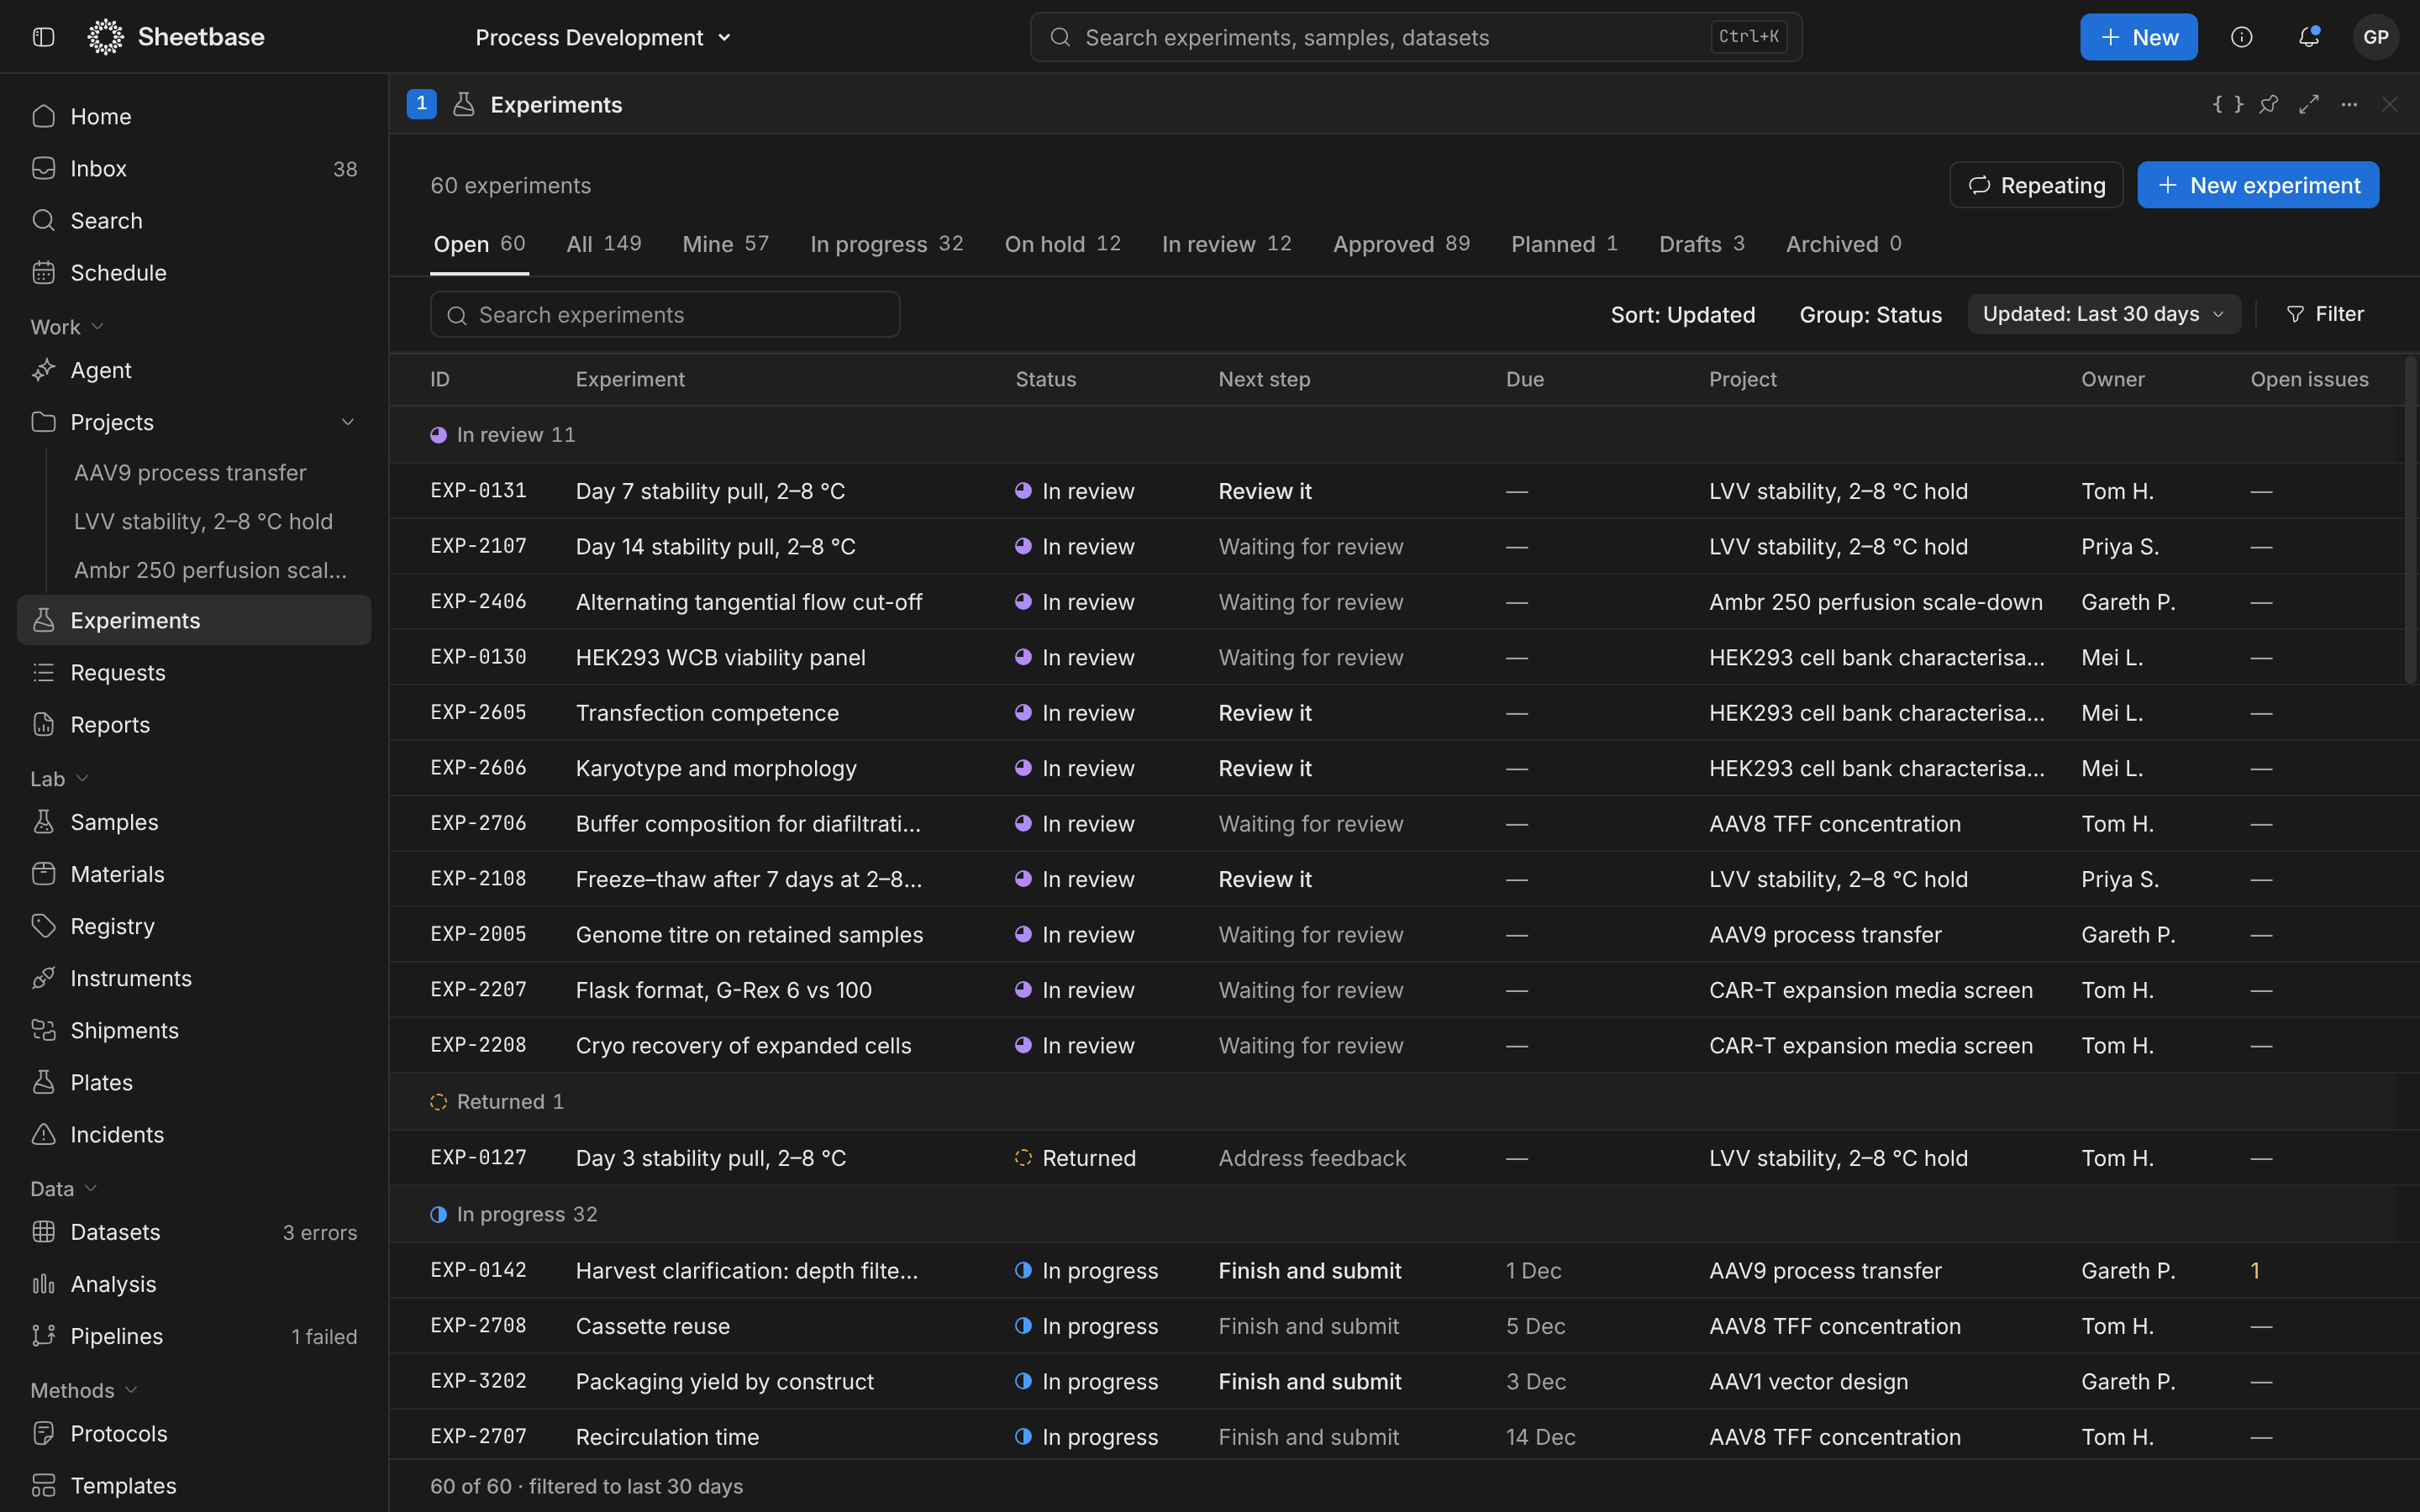 Sheetbase
Process Development
Search experiments, samples, datasets
Ctrl+K
New
GP
Home
Inbox 38
Search
Schedule
Work
Agent
Projects
AAV9 process transfer
LVV stability, 2–8 °C hold
Ambr 250 perfusion scal...
Experiments
Requests
Reports
Lab
Samples
Materials
Registry
Instruments
Shipments
Plates
Incidents
Data
Datasets 3 errors
Analysis
Pipelines 1 failed
Methods
Protocols
Templates
1 Experiments
60 experiments
Repeating
New experiment
Open 60 All 149 Mine 57 In progress 32 On hold 12 In review 12 Approved 89 Planned 1 Drafts 3 Archived 0
Search experiments
Sort: Updated Group: Status Updated: Last 30 days Filter
ID Experiment Status Next step Due Project Owner Open issues
In review 11
EXP-0131 Day 7 stability pull, 2–8 °C In review Review it — LVV stability, 2–8 °C hold Tom H. —
EXP-2107 Day 14 stability pull, 2–8 °C In review Waiting for review — LVV stability, 2–8 °C hold Priya S. —
EXP-2406 Alternating tangential flow cut-off In review Waiting for review — Ambr 250 perfusion scale-down Gareth P. —
EXP-0130 HEK293 WCB viability panel In review Waiting for review — HEK293 cell bank characterisa... Mei L. —
EXP-2605 Transfection competence In review Review it — HEK293 cell bank characterisa... Mei L. —
EXP-2606 Karyotype and morphology In review Review it — HEK293 cell bank characterisa... Mei L. —
EXP-2706 Buffer composition for diafiltrati... In review Waiting for review — AAV8 TFF concentration Tom H. —
EXP-2108 Freeze–thaw after 7 days at 2–8... In review Review it — LVV stability, 2–8 °C hold Priya S. —
EXP-2005 Genome titre on retained samples In review Waiting for review — AAV9 process transfer Gareth P. —
EXP-2207 Flask format, G-Rex 6 vs 100 In review Waiting for review — CAR-T expansion media screen Tom H. —
EXP-2208 Cryo recovery of expanded cells In review Waiting for review — CAR-T expansion media screen Tom H. —
Returned 1
EXP-0127 Day 3 stability pull, 2–8 °C Returned Address feedback — LVV stability, 2–8 °C hold Tom H. —
In progress 32
EXP-0142 Harvest clarification: depth filte... In progress Finish and submit 1 Dec AAV9 process transfer Gareth P. 1
EXP-2708 Cassette reuse In progress Finish and submit 5 Dec AAV8 TFF concentration Tom H. —
EXP-3202 Packaging yield by construct In progress Finish and submit 3 Dec AAV1 vector design Gareth P. —
EXP-2707 Recirculation time In progress Finish and submit 14 Dec AAV8 TFF concentration Tom H. —
60 of 60 · filtered to last 30 days